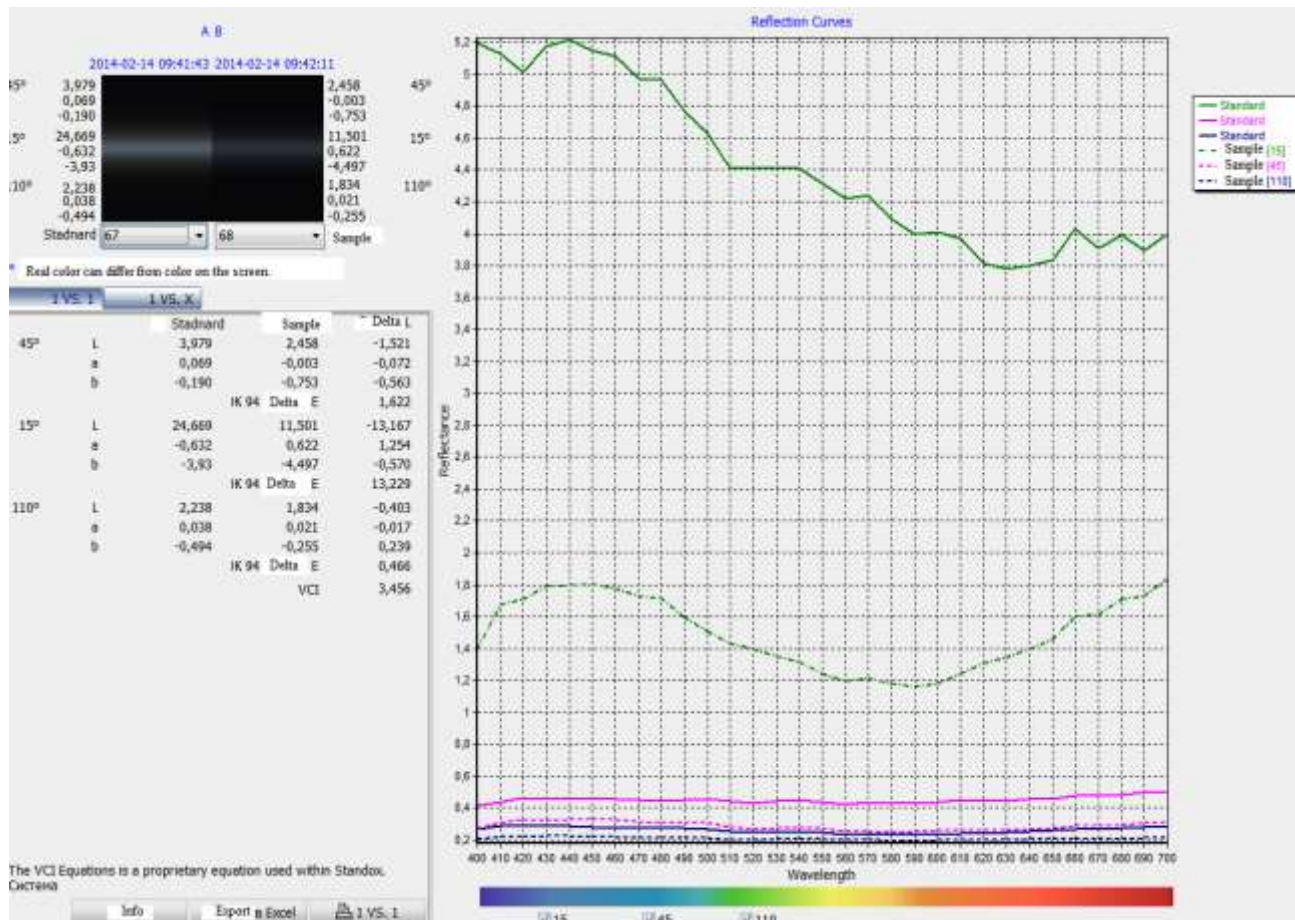 A B
2014-02-14 09:41:43 2014-02-14 09:42:11
45° 3,979 2,458 45°
0,069 -0,003
-0,190 -0,753
15° 24,669 11,501 15°
-0,632 0,622
-3,93 -4,497
110° 2,238 1,834 110°
0,038 0,021
-0,494 -0,255
Stadnard 67 68 Sample
* Real color can differ from color on the screen.
1 VS. 1 1 VS. X
Stadnard Sample Delta L
45° L 3,979 2,458 -1,521
a 0,069 -0,003 -0,072
b -0,190 -0,753 -0,563
IK 94 Delta E 1,622
15° L 24,669 11,501 -13,167
a -0,632 0,622 1,254
b -3,93 -4,497 -0,570
IK 94 Delta E 13,229
110° L 2,238 1,834 -0,403
a 0,038 0,021 -0,017
b -0,494 -0,255 0,239
IK 94 Delta E 0,466
VCI 3,456
The VCI Equations is a proprietary equation used within Standox.
Система
Info Export в Excel 1 VS. 1
Reflection Curves
5,2
5
4,8
4,6
4,4
4,2
4
3,8
3,6
3,4
3,2
3
2,8
2,6
2,4
2,2
2
1,8
1,6
1,4
1,2
1
0,8
0,6
0,4
0,2
Reflectance
400 410 420 430 440 450 460 470 480 490 500 510 520 530 540 550 560 570 580 590 600 610 620 630 640 650 660 670 680 690 700
Wavelength
15 45 110
Standard
Standard
Standard
Sample [15]
Sample [45]
Sample [110]